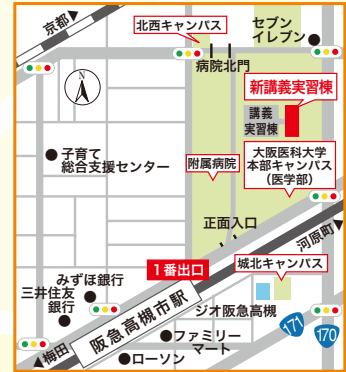 京都▶
北西キャンパス
セブン
イレブン
病院北門
新講義実習棟
N
講義
実習棟
子育て
総合支援センター
附属病院
大阪医科大学
本部キャンパス
(医学部)
正面入口
河原町▶
1番出口
城北キャンパス
みずほ銀行
三井住友
銀行
阪急高槻市駅
ジオ阪急高槻
171
170
ファミリー
マート
◀梅田
ローソン